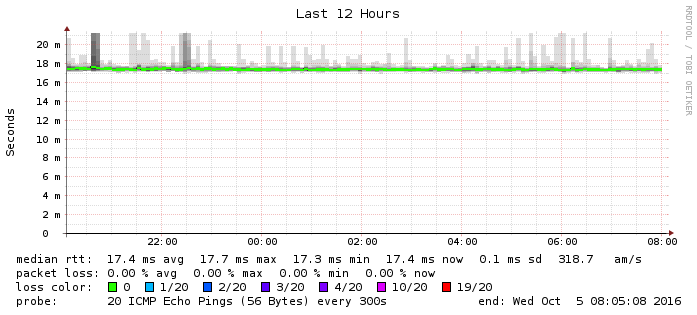 Last 12 Hours
RRDTOOL / TOBI OETIKER
Seconds
20 m
18 m
16 m
14 m
12 m
10 m
8 m
6 m
4 m
2 m
0
22:00 00:00 02:00 04:00 06:00 08:00
median rtt: 17.4 ms avg 17.7 ms max 17.3 ms min 17.4 ms now 0.1 ms sd 318.7 am/s
packet loss: 0.00 % avg 0.00 % max 0.00 % min 0.00 % now
loss color: 0 1/20 2/20 3/20 4/20 10/20 19/20
probe: 20 ICMP Echo Pings (56 Bytes) every 300s end: Wed Oct 5 08:05:08 2016